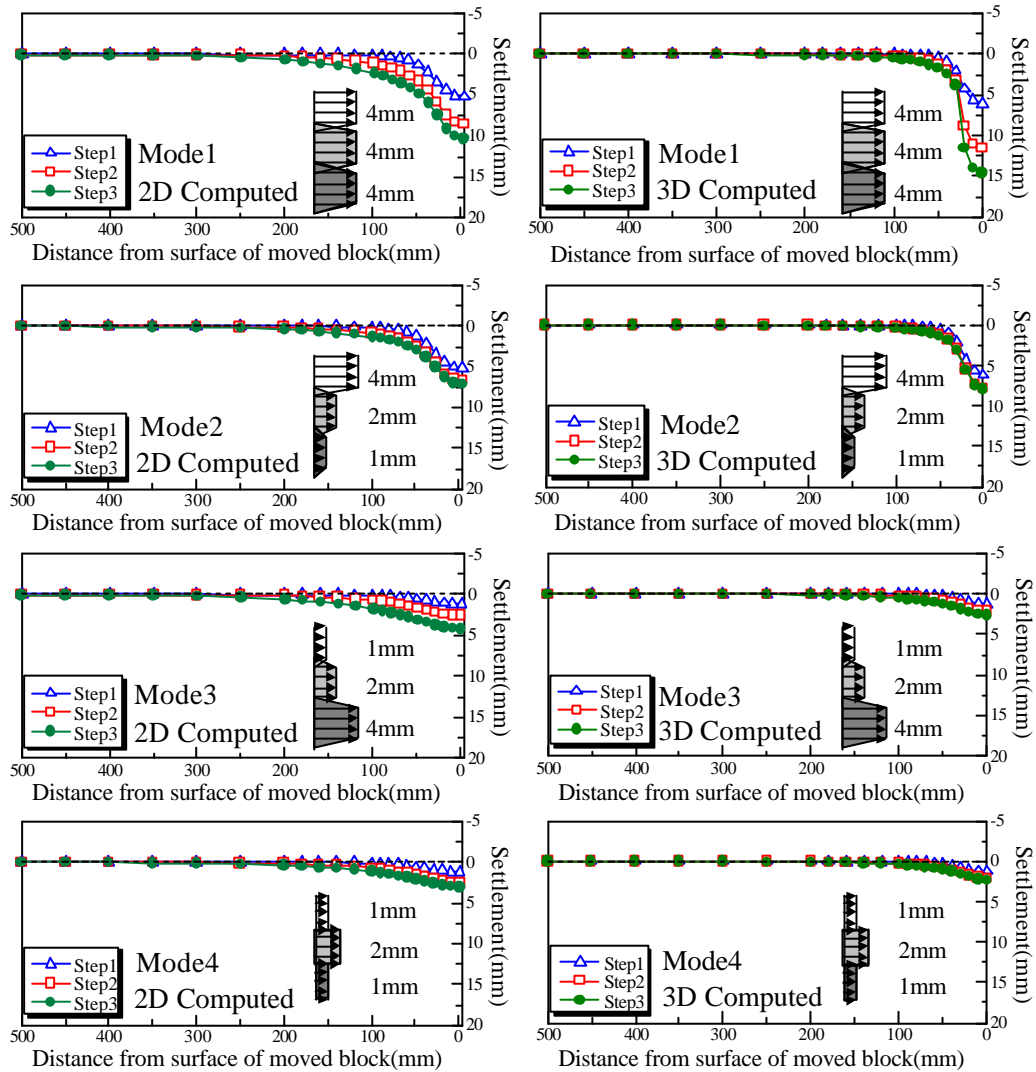 -5
0
5
10
15
20
Settlement(mm)
4mm
4mm
4mm
Step1
Step2
Step3
Mode1
2D Computed
500 400 300 200 100 0
Distance from surface of moved block(mm)
-5
0
5
10
15
20
Settlement(mm)
4mm
4mm
4mm
Step1
Step2
Step3
Mode1
3D Computed
500 400 300 200 100 0
Distance from surface of moved block(mm)
-5
0
5
10
15
20
Settlement(mm)
4mm
2mm
1mm
Step1
Step2
Step3
Mode2
2D Computed
500 400 300 200 100 0
Distance from surface of moved block(mm)
-5
0
5
10
15
20
Settlement(mm)
4mm
2mm
1mm
Step1
Step2
Step3
Mode2
3D Computed
500 400 300 200 100 0
Distance from surface of moved block(mm)
-5
0
5
10
15
20
Settlement(mm)
1mm
2mm
4mm
Step1
Step2
Step3
Mode3
2D Computed
500 400 300 200 100 0
Distance from surface of moved block(mm)
-5
0
5
10
15
20
Settlement(mm)
1mm
2mm
4mm
Step1
Step2
Step3
Mode3
3D Computed
500 400 300 200 100 0
Distance from surface of moved block(mm)
-5
0
5
10
15
20
Settlement(mm)
1mm
2mm
1mm
Step1
Step2
Step3
Mode4
2D Computed
500 400 300 200 100 0
Distance from surface of moved block(mm)
-5
0
5
10
15
20
Settlement(mm)
1mm
2mm
1mm
Step1
Step2
Step3
Mode4
3D Computed
500 400 300 200 100 0
Distance from surface of moved block(mm)